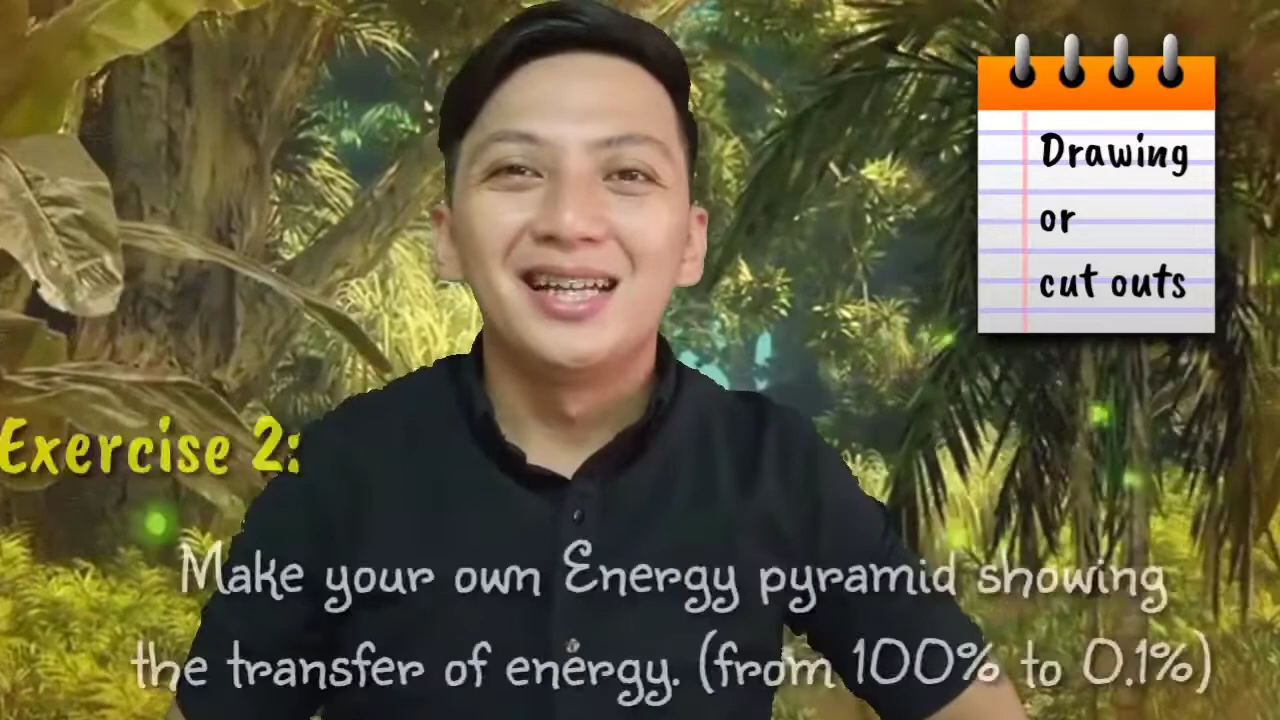 Drawing
or
cut outs
Exercise 2:
Make your own Energy pyramid showing
the transfer of energy. (from 100% to 0.1%)